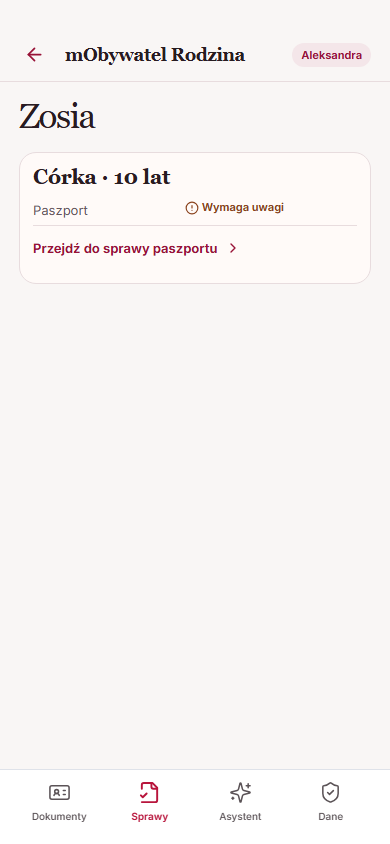 mObywatel Rodzina
Aleksandra
Zosia
Córka · 10 lat
Paszport
Wymaga uwagi
Przejdź do sprawy paszportu
Dokumenty
Sprawy
Asystent
Dane